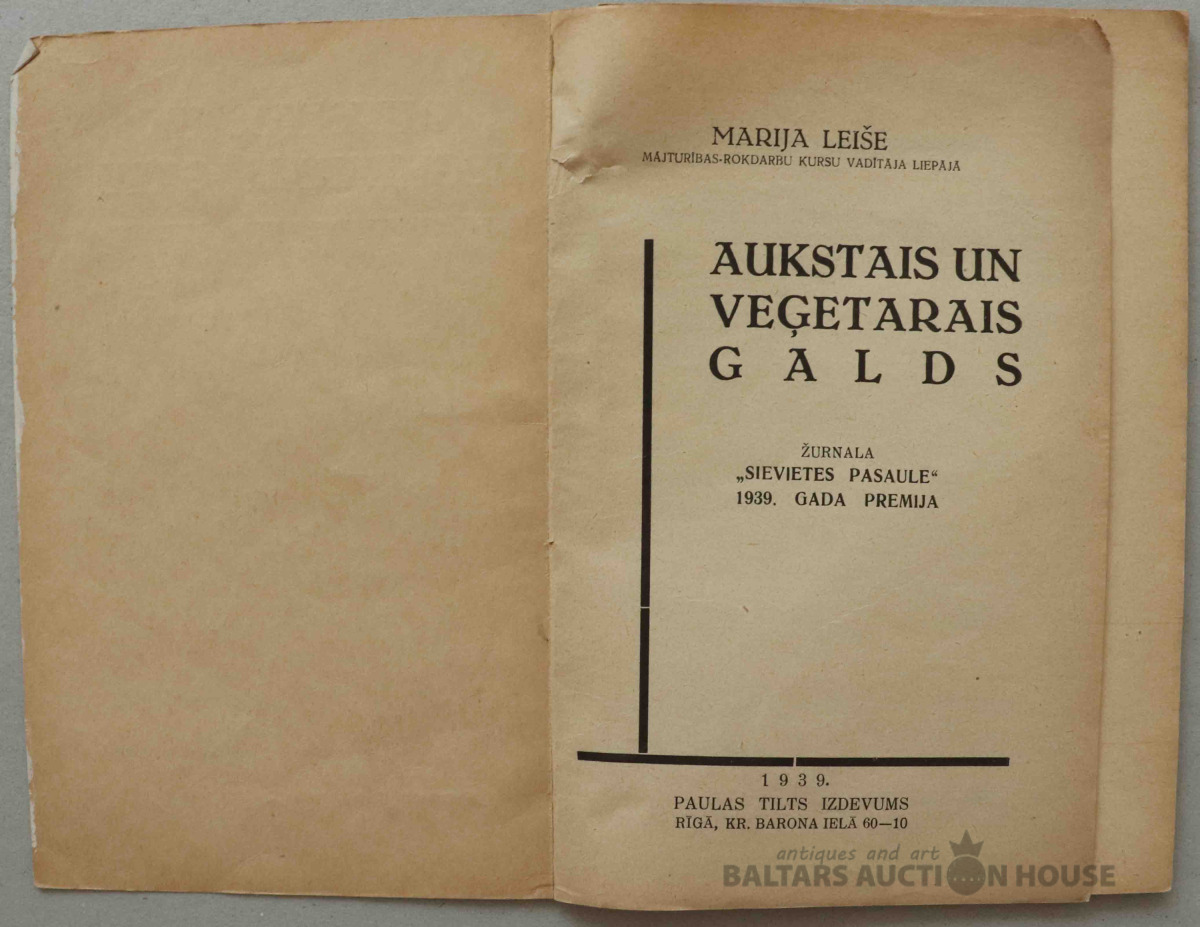 MARIJA LEIŠE
MĀJTURĪBAS-ROKDARBU KURSU VADĪTĀJA LIEPĀJĀ
AUKSTAIS UN
VEĢETARAIS
GALDS
ŽURNALA
„SIEVIETES PASAULE“
1939. GADA PREMIJA
1939.
PAULAS TILTS IZDEVUMS
RĪGĀ, KR. BARONA IELĀ 60—10
antiques and art
BALTARS AUCTION HOUSE